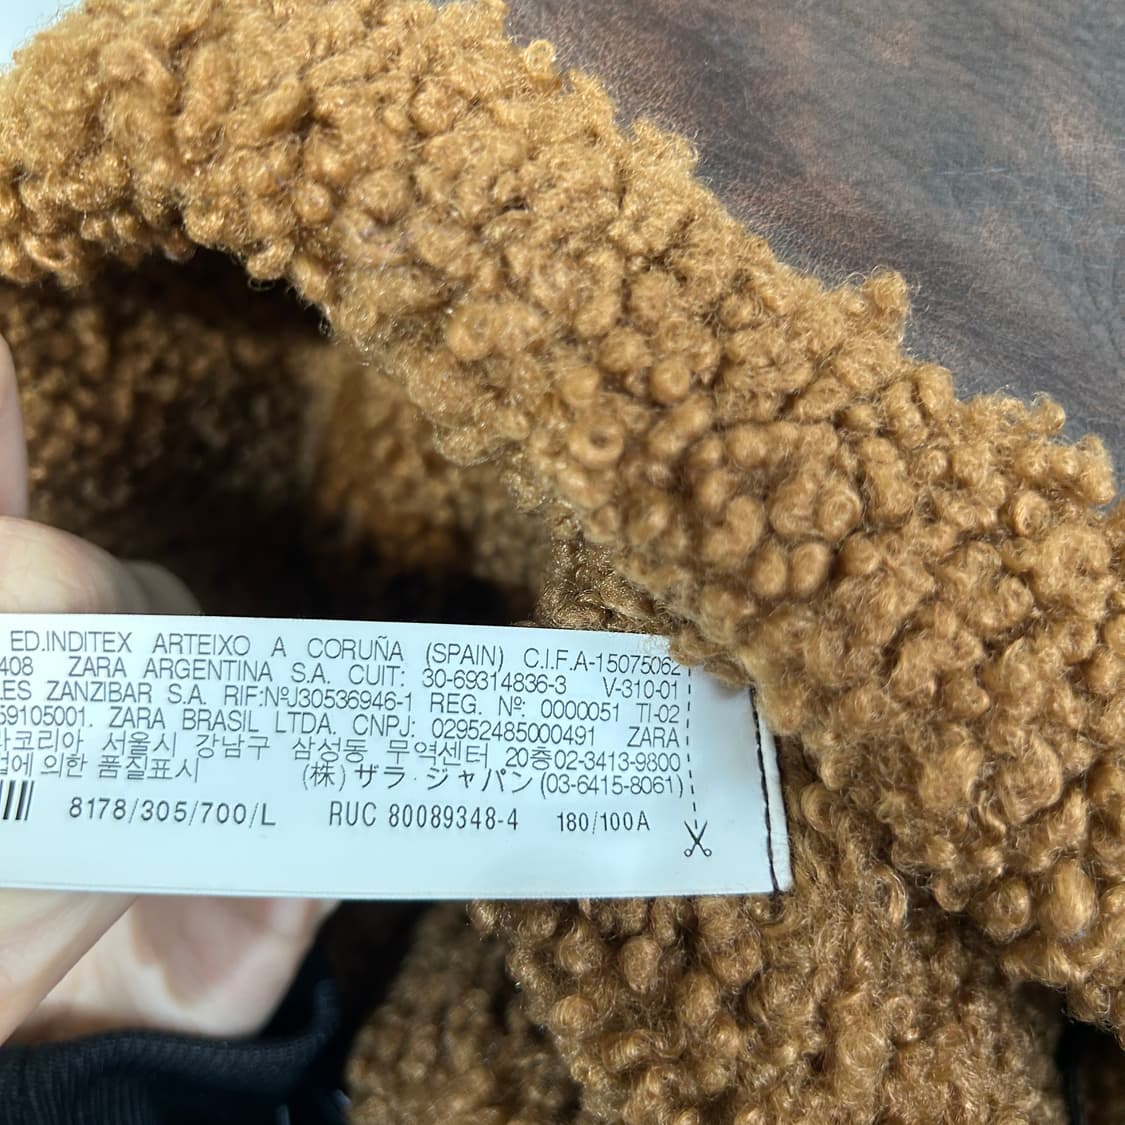 ED.INDITEX ARTEIXO A CORUÑA (SPAIN) C.I.F.A-15075062
408 ZARA ARGENTINA S.A. CUIT: 30-69314836-3 V-310-01
LES ZANZIBAR S.A. RIF:NºJ30536946-1 REG. Nº: 0000051 TI-02
59105001. ZARA BRASIL LTDA. CNPJ: 02952485000491 ZARA
라코리아 서울시 강남구 삼성동 무역센터 20층02-3413-9800
법에 의한 품질표시 (株) ザラ・ジャパン (03-6415-8061)
8178/305/700/L RUC 80089348-4 180/100A